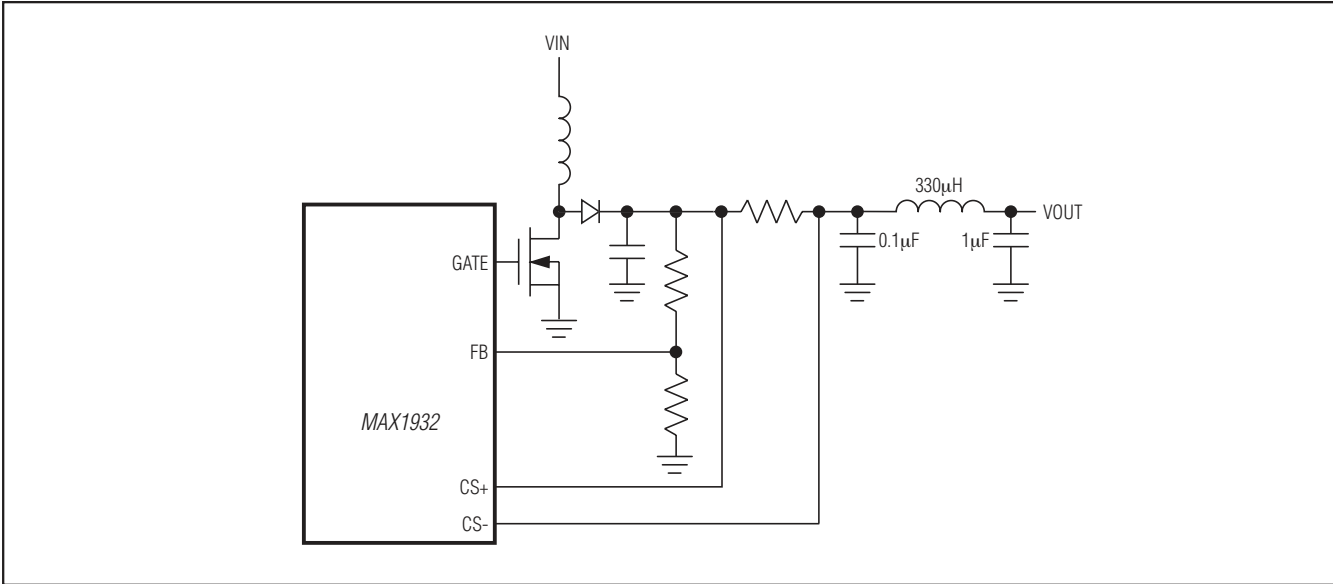 VIN
330μH
VOUT
0.1μF
1μF
GATE
FB
MAX1932
CS+
CS-